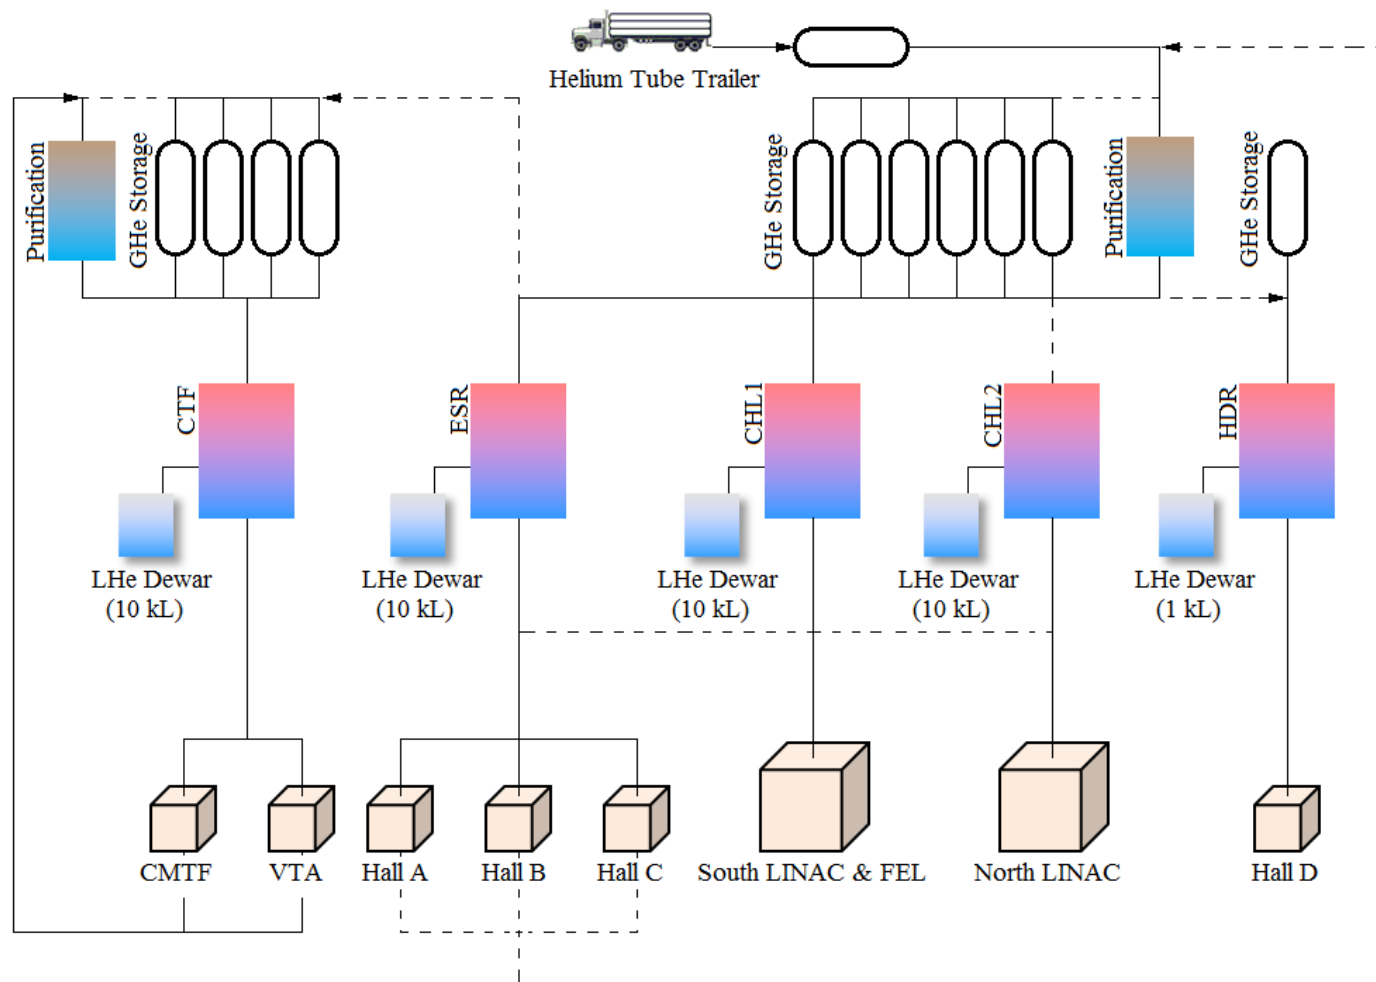 Helium Tube Trailer
Purification
GHe Storage
GHe Storage
Purification
GHe Storage
CTF
ESR
CHL1
CHL2
HDR
LHe Dewar
(10 kL)
LHe Dewar
(10 kL)
LHe Dewar
(10 kL)
LHe Dewar
(10 kL)
LHe Dewar
(1 kL)
CMTF
VTA
Hall A
Hall B
Hall C
South LINAC & FEL
North LINAC
Hall D